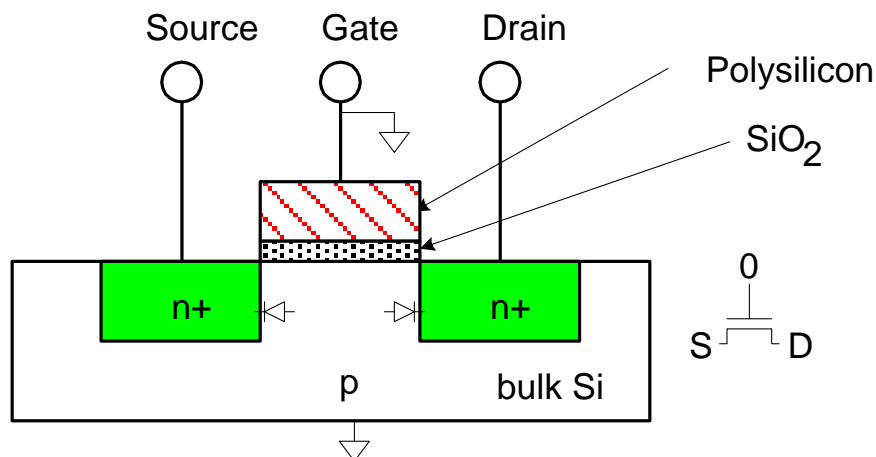 Source Gate Drain
Polysilicon
SiO2
0
n+ n+
S D
p bulk Si